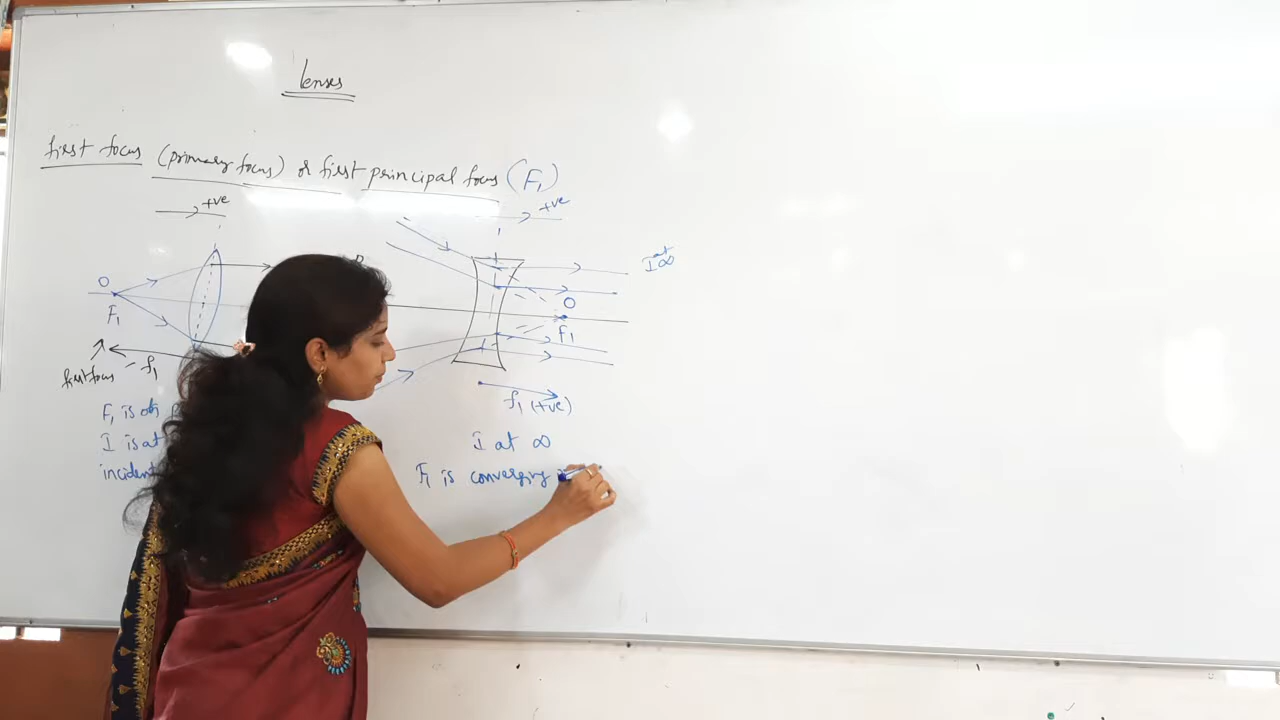 Lenses
first focus (primary focus) or first principal focus (F₁)
+ve
+ve
I at ∞
O
F₁
O
F₁
first focus
- f₁
f₁ (+ve)
F₁ is obj
I is at
incident
I at ∞
F₁ is converging